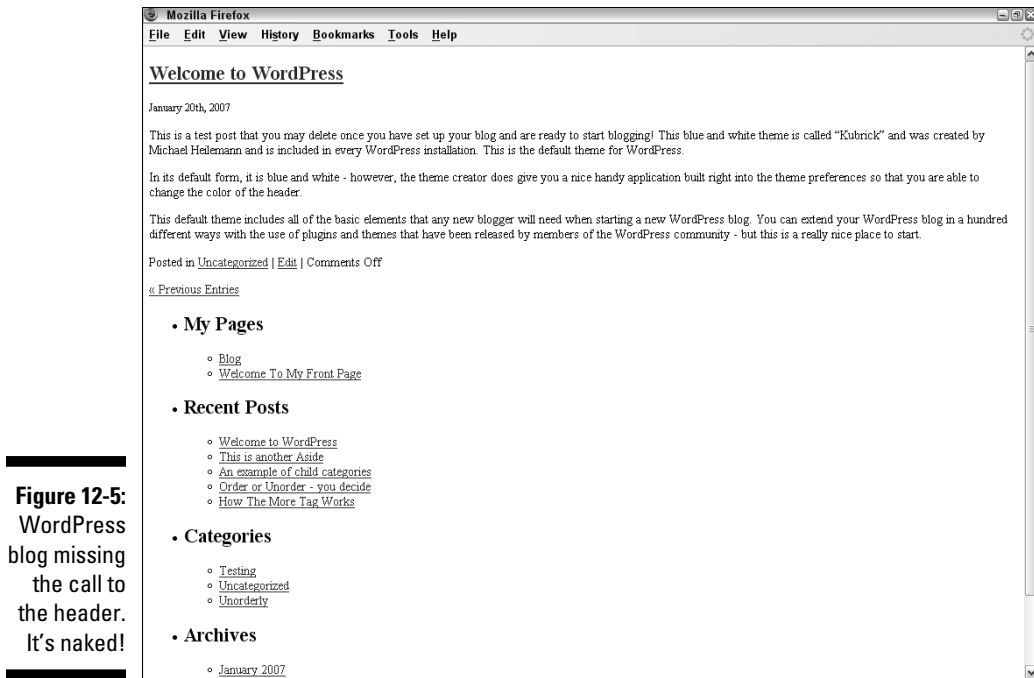 Mozilla Firefox
File Edit View History Bookmarks Tools Help
Welcome to WordPress
January 20th, 2007
This is a test post that you may delete once you have set up your blog and are ready to start blogging! This blue and white theme is called “Kubrick” and was created by
Michael Heilemann and is included in every WordPress installation. This is the default theme for WordPress.
In its default form, it is blue and white - however, the theme creator does give you a nice handy application built right into the theme preferences so that you are able to
change the color of the header.
This default theme includes all of the basic elements that any new blogger will need when starting a new WordPress blog. You can extend your WordPress blog in a hundred
different ways with the use of plugins and themes that have been released by members of the WordPress community - but this is a really nice place to start.
Posted in Uncategorized | Edit | Comments Off
« Previous Entries
• My Pages
Blog
Welcome To My Front Page
• Recent Posts
Welcome to WordPress
This is another Aside
An example of child categories
Order or Unorder - you decide
How The More Tag Works
• Categories
Testing
Uncategorized
Unorderly
• Archives
January 2007
Figure 12-5:
WordPress
blog missing
the call to
the header.
It’s naked!